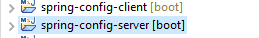 spring-config-client [boot]
spring-config-server [boot]